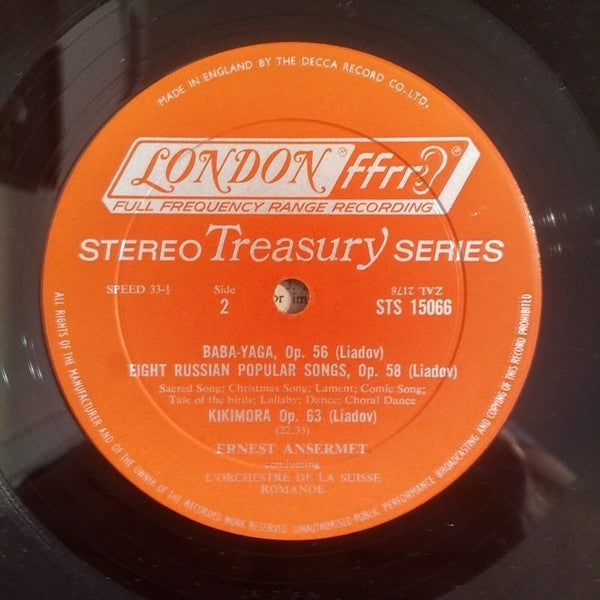 MADE IN ENGLAND BY THE DECCA RECORD CO. LTD.
LONDON "ffrr"
FULL FREQUENCY RANGE RECORDING
STEREO Treasury SERIES
SPEED 33⅓ Side ZAL 2178
2 STS 15066
BABA-YAGA, Op. 56 (Liadov)
EIGHT RUSSIAN POPULAR SONGS, Op. 58 (Liadov)
Sacred Song; Christmas Song; Lament; Comic Song;
Tale of the birds; Lullaby; Dance; Choral Dance
KIKIMORA Op. 63 (Liadov)
(22.35)
ERNEST ANSERMET
conducting
L'ORCHESTRE DE LA SUISSE
ROMANDE
ALL RIGHTS OF THE MANUFACTURER AND OF THE OWNER OF THE RECORDED WORK RESERVED UNAUTHORISED PUBLIC PERFORMANCE BROADCASTING AND COPYING OF THIS RECORD PROHIBITED